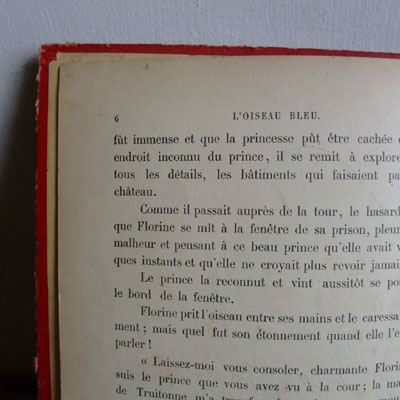 6 L'OISEAU BLEU.
fût immense et que la princesse pût être cachée
endroit inconnu du prince, il se remit à explore
tous les détails, les bâtiments qui faisaient pa
château.
Comme il passait auprès de la tour, le hasard
que Florine se mit à la fenêtre de sa prison, pleur
malheur et pensant à ce beau prince qu'elle avait v
ques instants et qu'elle ne croyait plus revoir jamai
Le prince la reconnut et vint aussitôt se po
le bord de la fenêtre.
Florine prit l'oiseau entre ses mains et le caressa
ment; mais quel fut son étonnement quand elle l'e
parler!
« Laissez-moi vous consoler, charmante Flori
suis le prince que vous avez vu à la cour; la ma
de Truitonne m'a